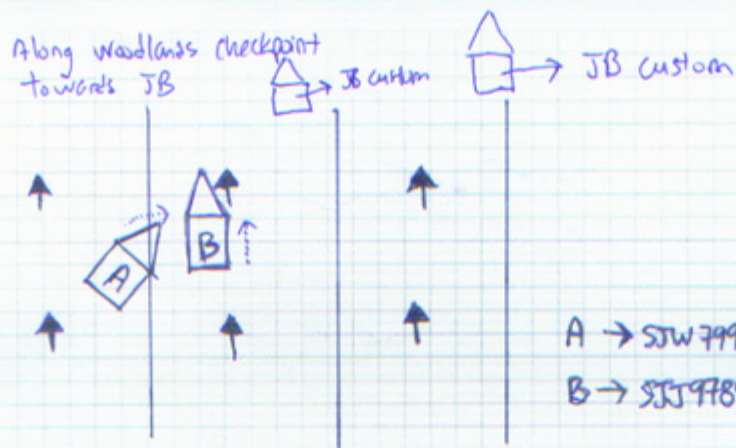 Along woodlands checkpoint
towards JB
JB custom
JB custom
A
B
A → SJW799
B → SJJ978